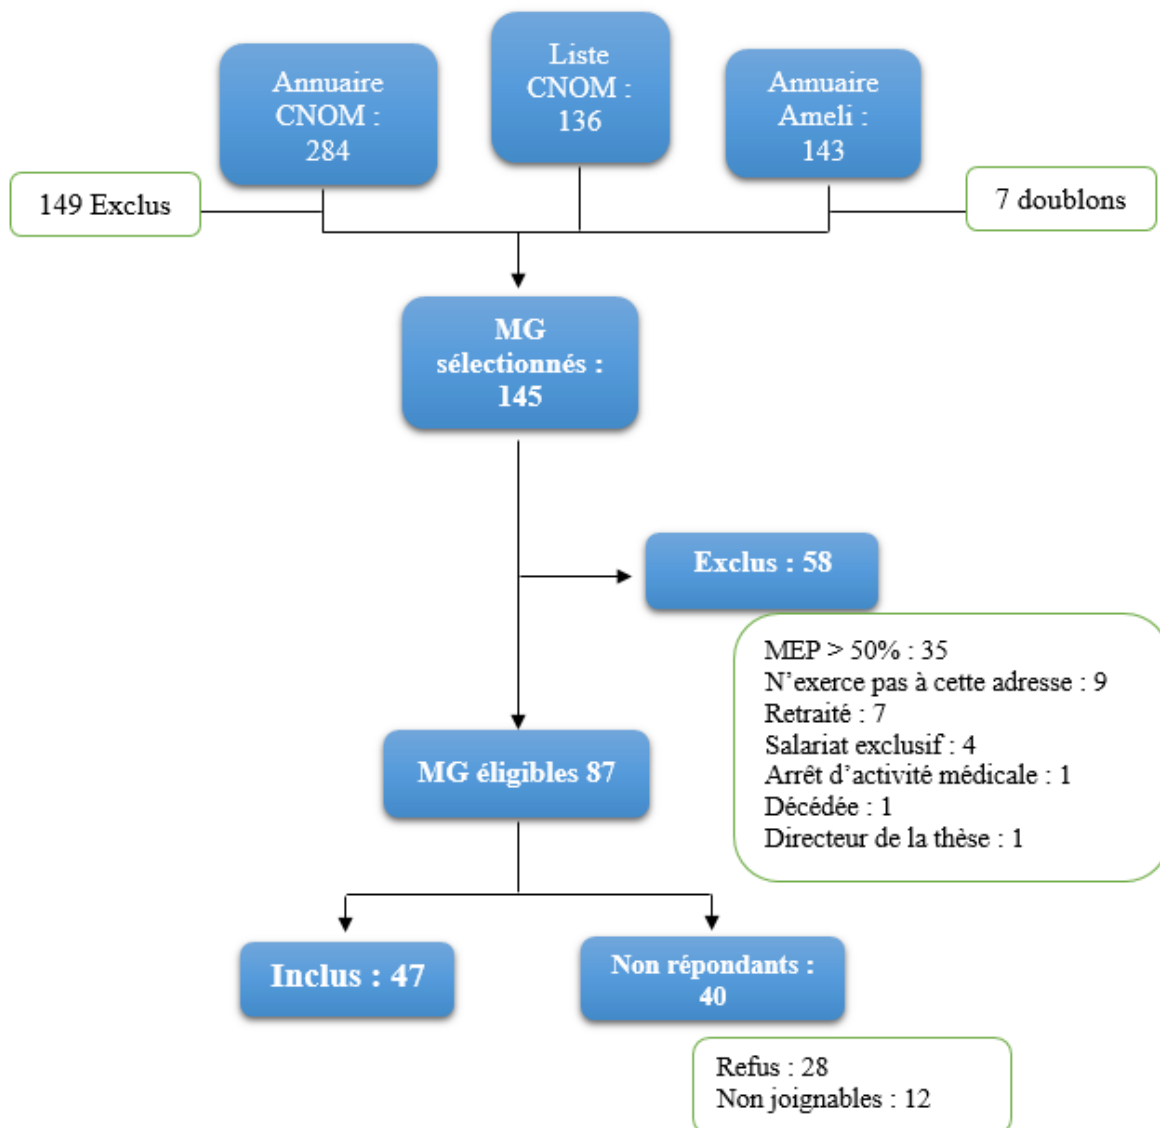 Annuaire
CNOM :
284
Liste
CNOM :
136
Annuaire
Ameli :
143
149 Exclus
7 doublons
MG
sélectionnés :
145
Exclus : 58
MEP > 50% : 35
N’exerce pas à cette adresse : 9
Retraité : 7
Salariat exclusif : 4
Arrêt d’activité médicale : 1
Décédée : 1
Directeur de la thèse : 1
MG éligibles 87
Inclus : 47
Non répondants :
40
Refus : 28
Non joignables : 12